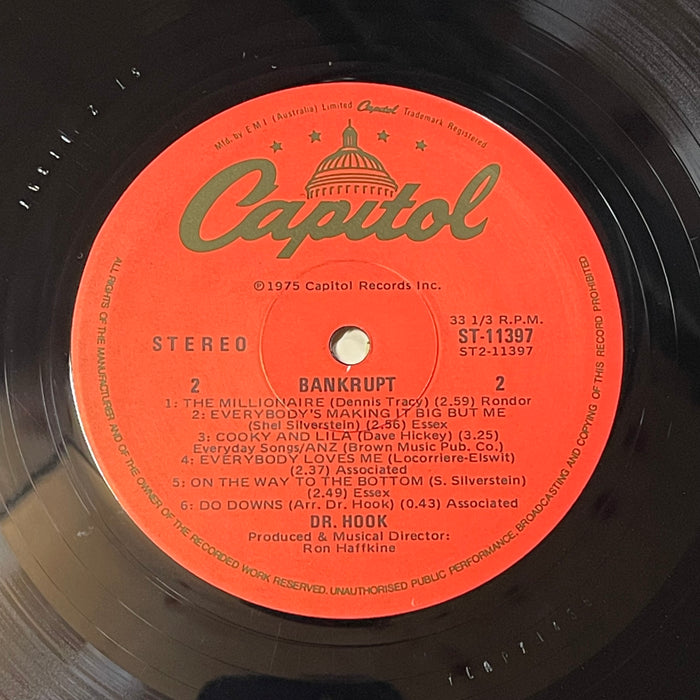 Mfd. by E M I (Australia) Limited Capitol Trademark Registered
Capitol
℗1975 Capitol Records Inc.
STEREO
33 1/3 R.P.M.
ST-11397
ST2-11397
2 BANKRUPT 2
1: THE MILLIONAIRE (Dennis Tracy) (2.59) Rondor
2: EVERYBODY'S MAKING IT BIG BUT ME
(Shel Silverstein) (2.56) Essex
3: COOKY AND LILA (Dave Hickey) (3.25)
Everyday Songs/ANZ (Brown Music Pub. Co.)
4: EVERYBODY LOVES ME (Locorriere-Elswit)
(2.37) Associated
5: ON THE WAY TO THE BOTTOM (S. Silverstein)
(2.49) Essex
6: DO DOWNS (Arr. Dr. Hook) (0.43) Associated
DR. HOOK
Produced & Musical Director:
Ron Haffkine
ALL RIGHTS OF THE MANUFACTURER AND OF THE OWNER OF THE RECORDED WORK RESERVED. UNAUTHORISED PUBLIC PERFORMANCE, BROADCASTING AND COPYING OF THIS RECORD PROHIBITED